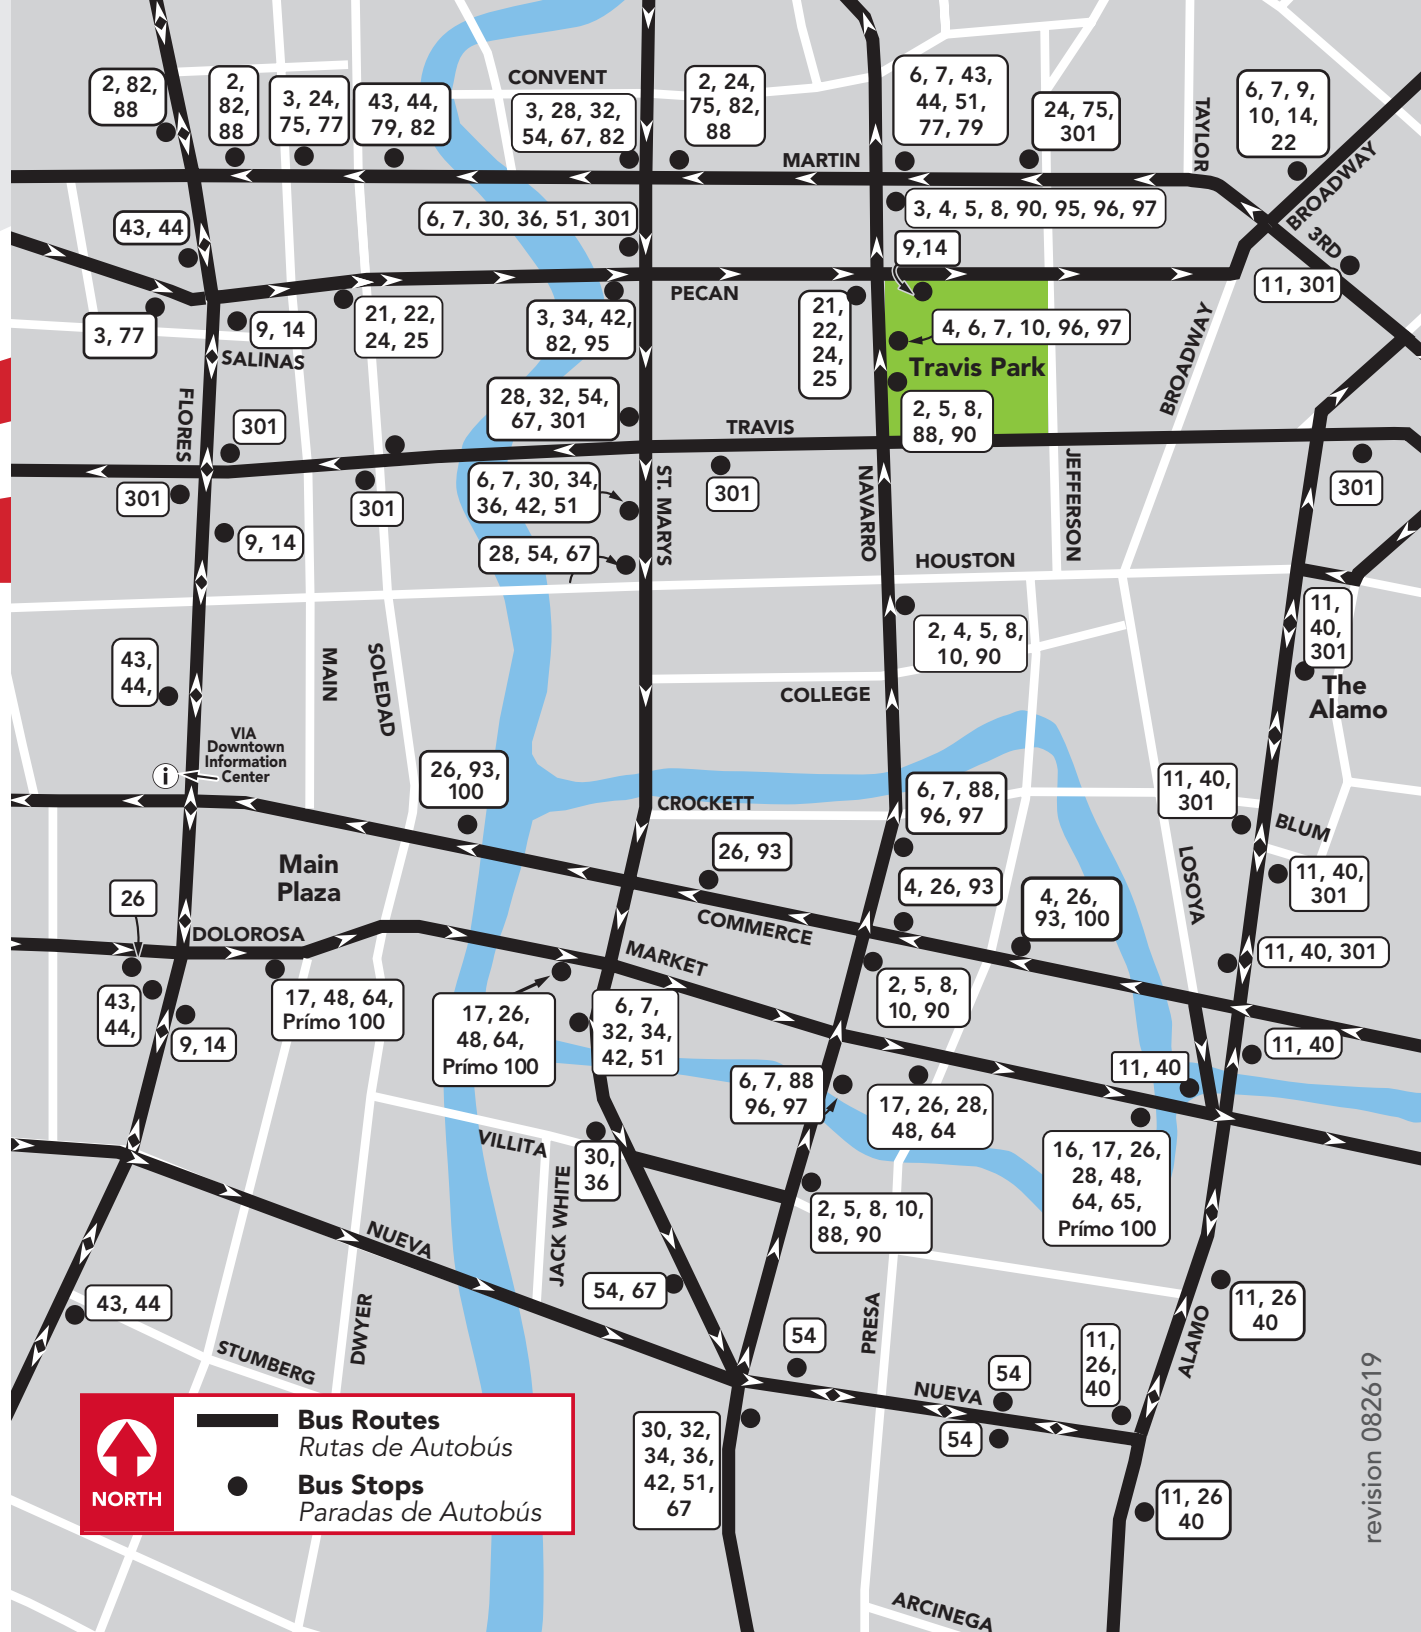 CONVENT
2, 82,
88
2,
82,
88
3, 24,
75, 77
43, 44,
79, 82
3, 28, 32,
54, 67, 82
2, 24,
75, 82,
88
6, 7, 43,
44, 51,
77, 79
24, 75,
301
TAYLOR
6, 7, 9,
10, 14,
22
BROADWAY
MARTIN
43, 44
6, 7, 30, 36, 51, 301
3, 4, 5, 8, 90, 95, 96, 97
9,14
3RD
11, 301
PECAN
3, 77
9, 14
SALINAS
21, 22,
24, 25
3, 34, 42,
82, 95
21,
22,
24,
25
4, 6, 7, 10, 96, 97
Travis Park
BROADWAY
FLORES
28, 32, 54,
67, 301
2, 5, 8,
88, 90
TRAVIS
301
301
301
9, 14
6, 7, 30, 34,
36, 42, 51
28, 54, 67
ST. MARYS
301
NAVARRO
JEFFERSON
301
HOUSTON
11,
40,
301
The
Alamo
2, 4, 5, 8,
10, 90
43,
44,
MAIN
SOLEDAD
COLLEGE
VIA
Downtown
Information
Center
i
26, 93,
100
CROCKETT
6, 7, 88,
96, 97
11, 40,
301
BLUM
Main
Plaza
26, 93
4, 26, 93
4, 26,
93, 100
LOSOYA
11, 40,
301
26
DOLOROSA
COMMERCE
MARKET
11, 40, 301
43,
44,
9, 14
17, 48, 64,
Prímo 100
17, 26,
48, 64,
Prímo 100
6, 7,
32, 34,
42, 51
2, 5, 8,
10, 90
11, 40
11, 40
6, 7, 88
96, 97
17, 26, 28,
48, 64
16, 17, 26,
28, 48,
64, 65,
Prímo 100
VILLITA
30,
36
JACK WHITE
2, 5, 8, 10,
88, 90
NUEVA
54, 67
43, 44
STUMBERG
DWYER
54
PRESA
NUEVA
54
54
11,
26,
40
ALAMO
11, 26
40
30, 32,
34, 36,
42, 51,
67
11, 26
40
ARCINEGA
NORTH
Bus Routes
Rutas de Autobús
Bus Stops
Paradas de Autobús
revision 082619